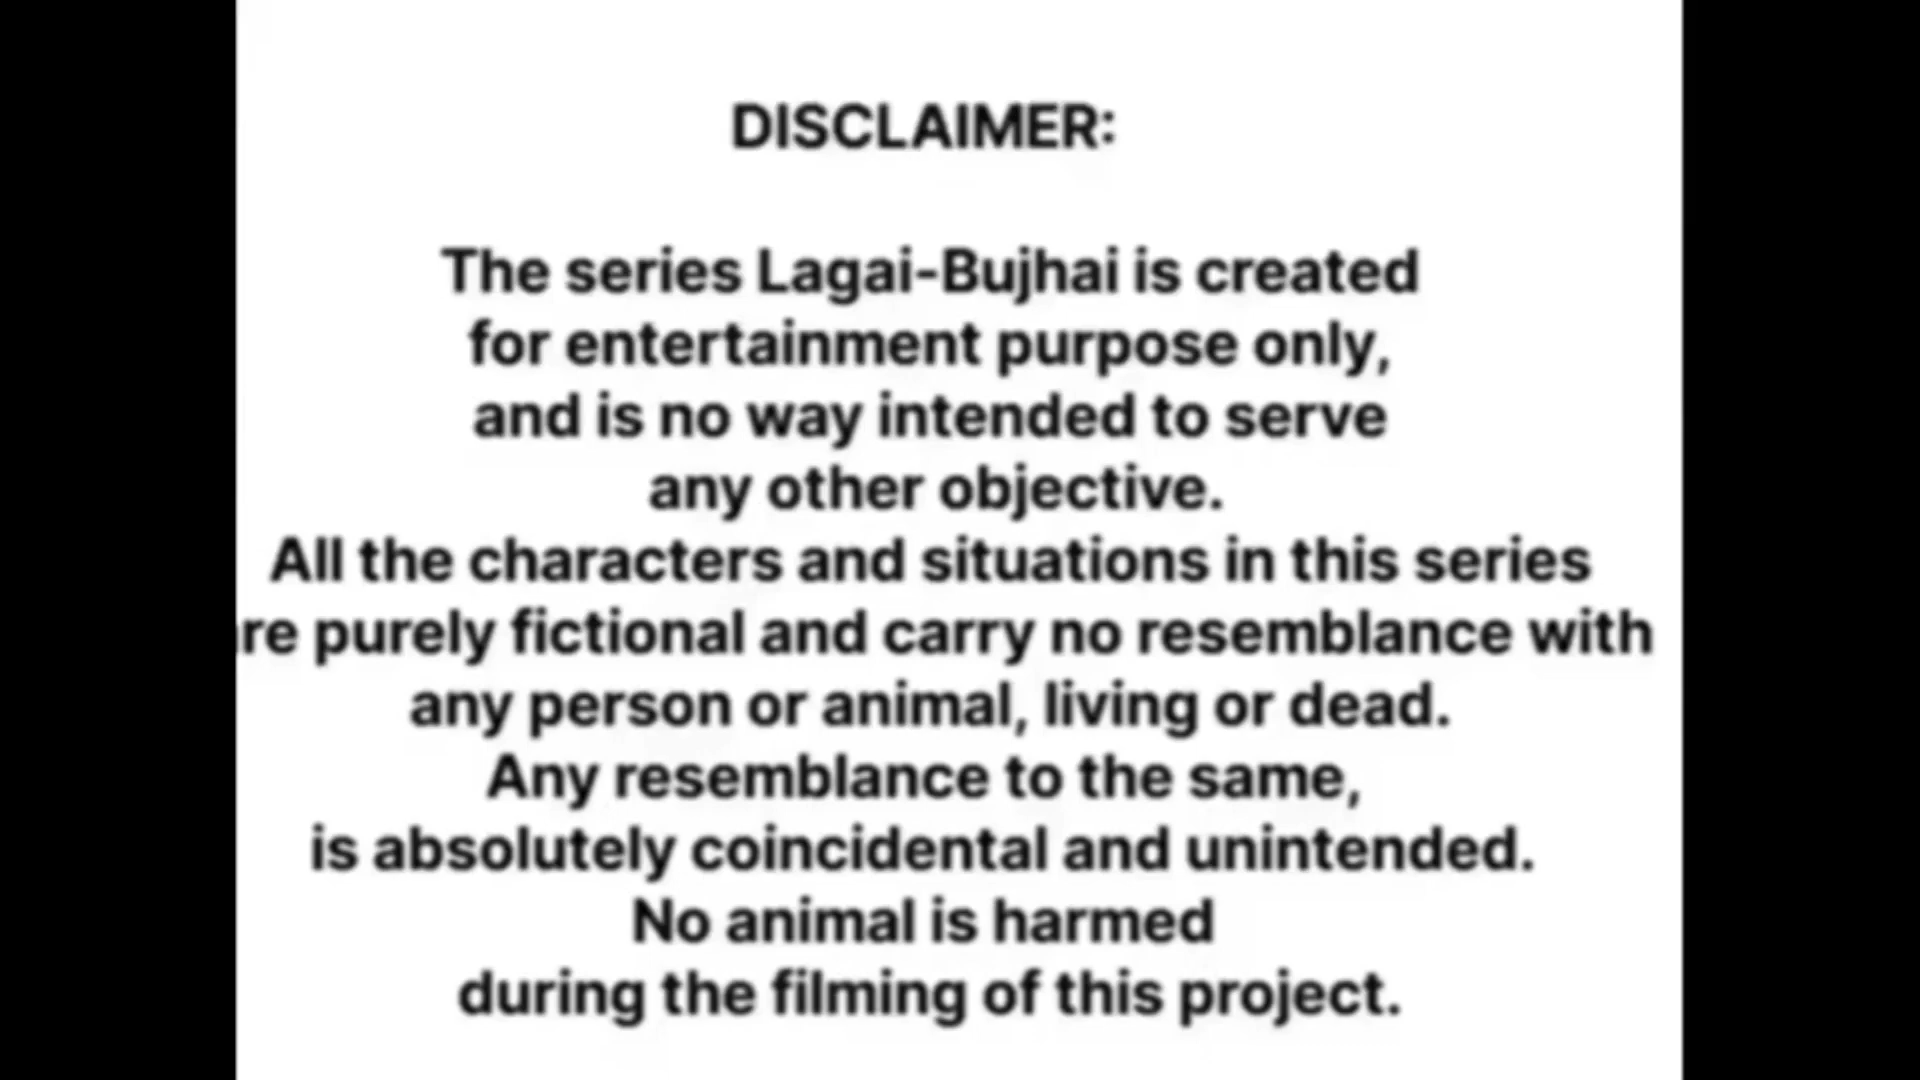 DISCLAIMER:
The series Lagai-Bujhai is created
for entertainment purpose only,
and is no way intended to serve
any other objective.
All the characters and situations in this series
re purely fictional and carry no resemblance with
any person or animal, living or dead.
Any resemblance to the same,
is absolutely coincidental and unintended.
No animal is harmed
during the filming of this project.